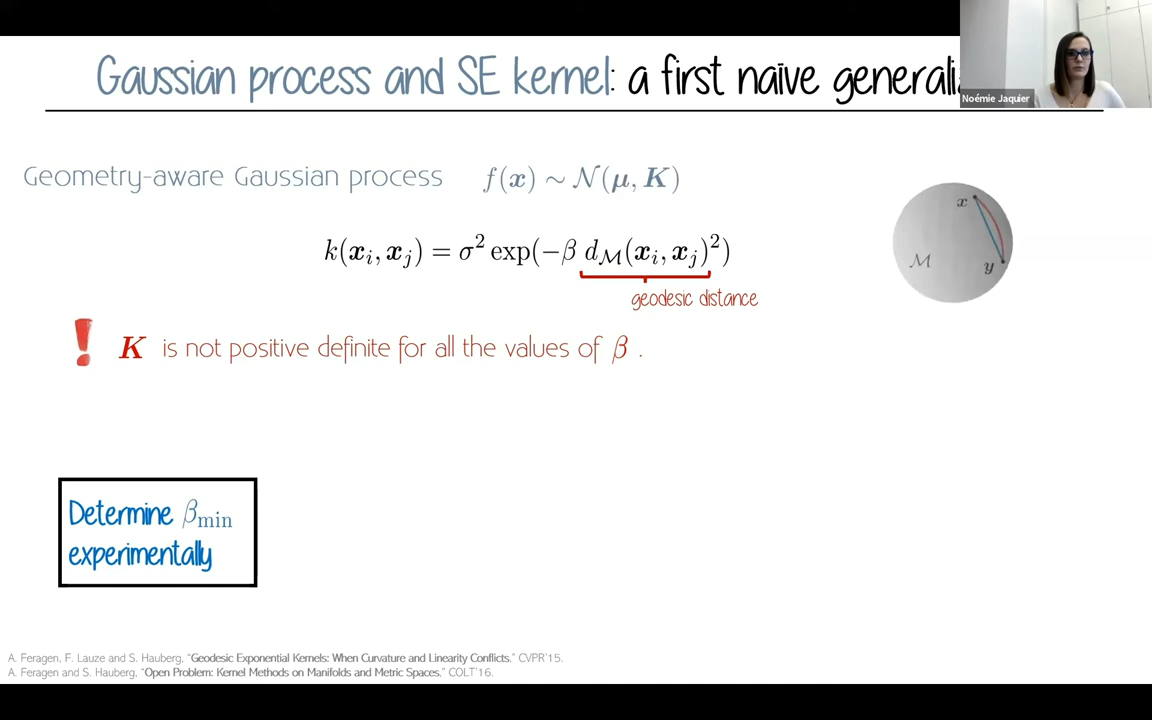 Gaussian process and SE kernel: a first naïve generali
Noémie Jaquier
Geometry-aware Gaussian process f(x) ∼ 𝒩(μ, K)
k(xᵢ, xⱼ) = σ² exp(−β d_ℳ(xᵢ, xⱼ)²)
geodesic distance
x
ℳ
y
! K is not positive definite for all the values of β .
Determine β_min
experimentally
A. Feragen, F. Lauze and S. Hauberg, “Geodesic Exponential Kernels: When Curvature and Linearity Conflicts,” CVPR'15.
A. Feragen and S. Hauberg, “Open Problem: Kernel Methods on Manifolds and Metric Spaces,” COLT'16.